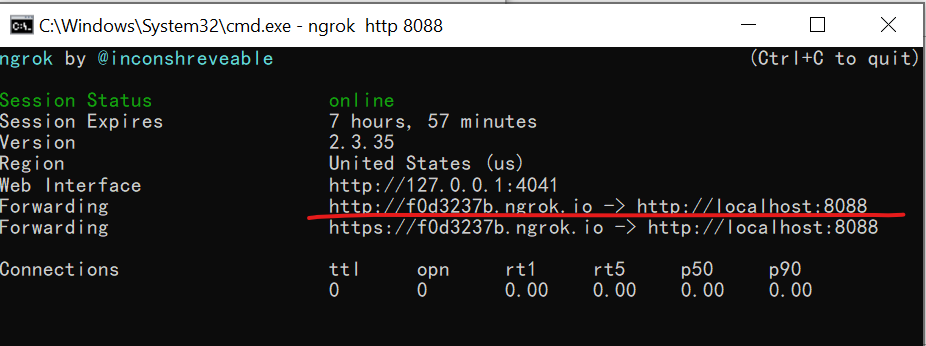 C:\Windows\System32\cmd.exe - ngrok  http 8088
ngrok by @inconshreveable (Ctrl+C to quit)
Session Status online
Session Expires 7 hours, 57 minutes
Version 2.3.35
Region United States (us)
Web Interface http://127.0.0.1:4041
Forwarding http://f0d3237b.ngrok.io -> http://localhost:8088
Forwarding https://f0d3237b.ngrok.io -> http://localhost:8088
Connections ttl opn rt1 rt5 p50 p90
0 0 0.00 0.00 0.00 0.00